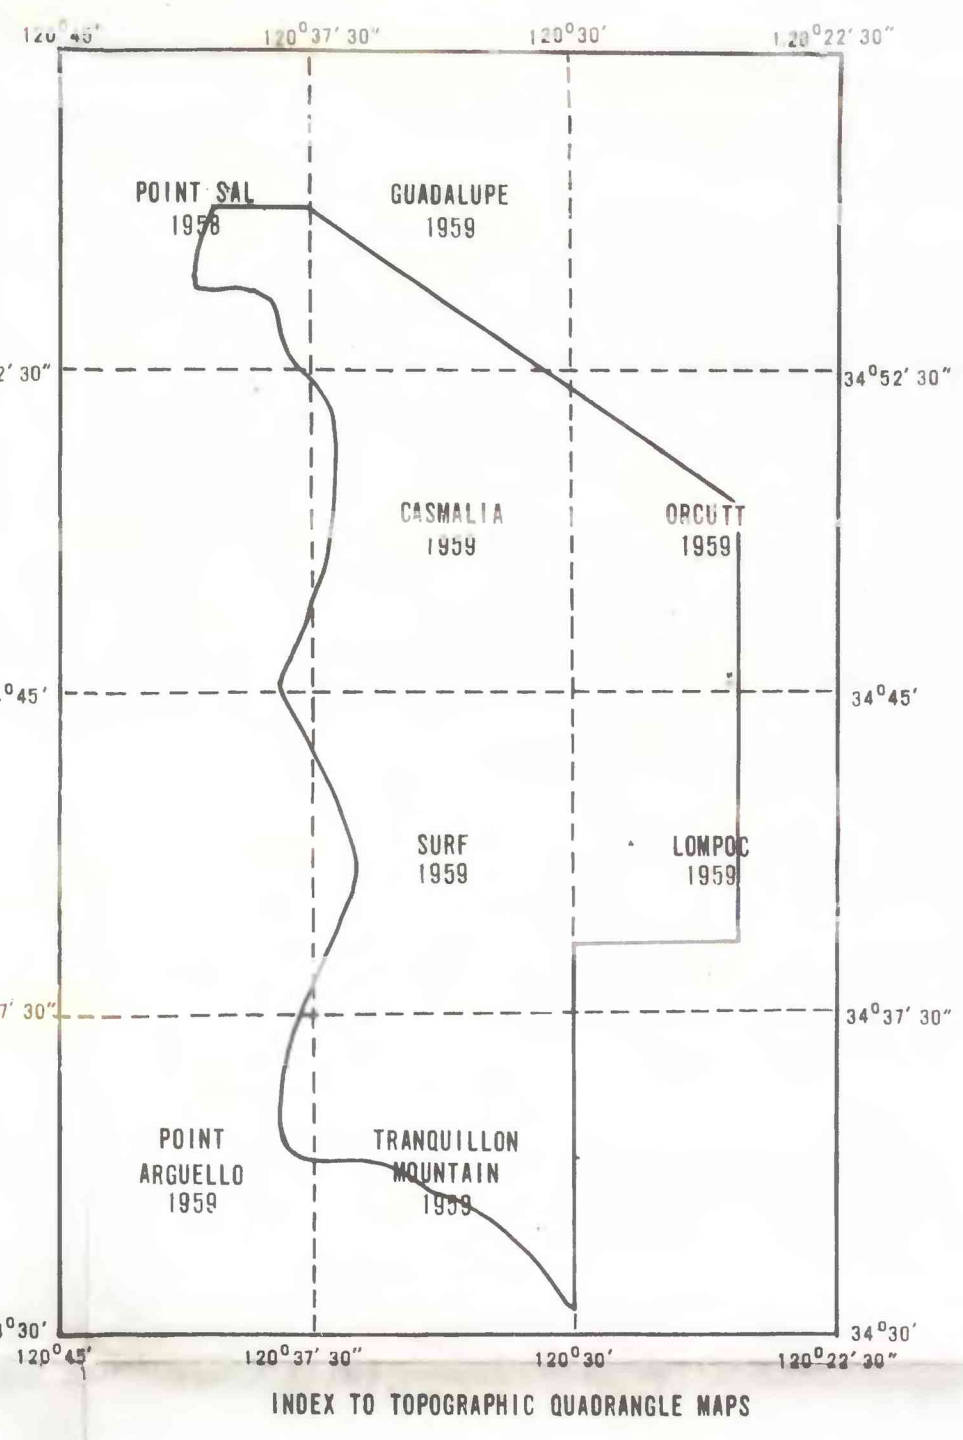 120°45' 120°37'30" 120°30' 120°22'30"
POINT SAL
1958
GUADALUPE
1959
2'30" 34°52'30"
CASMALIA
1959
ORCUTT
1959
°45' 34°45'
SURF
1959
LOMPOC
1959
7'30" 34°37'30"
POINT
ARGUELLO
1959
TRANQUILLON
MOUNTAIN
1959
°30' 34°30'
120°45' 120°37'30" 120°30' 120°22'30"
INDEX TO TOPOGRAPHIC QUADRANGLE MAPS